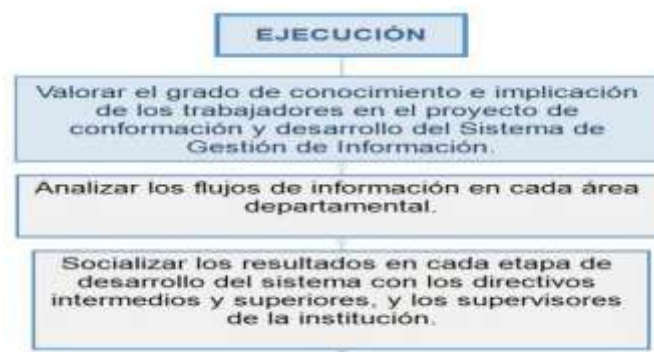 EJECUCIÓN
Valorar el grado de conocimiento e implicación
de los trabajadores en el proyecto de
conformación y desarrollo del Sistema de
Gestión de Información.
Analizar los flujos de información en cada área
departamental.
Socializar los resultados en cada etapa de
desarrollo del sistema con los directivos
intermedios y superiores, y los supervisores
de la institución.